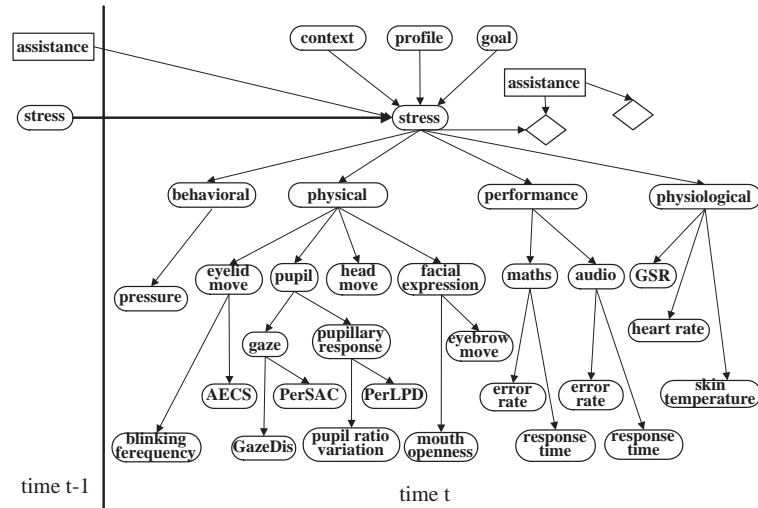 context
profile
goal
assistance
assistance
stress
stress
behavioral
physical
performance
physiological
eyelid
move
pupil
head
move
facial
expression
maths
audio
GSR
pressure
gaze
pupillary
response
eyebrow
move
heart rate
AECS
PerSAC
PerLPD
error
rate
error
rate
skin
temperature
blinking
ferequency
GazeDis
pupil ratio
variation
mouth
openness
response
time
response
time
time t-1
time t